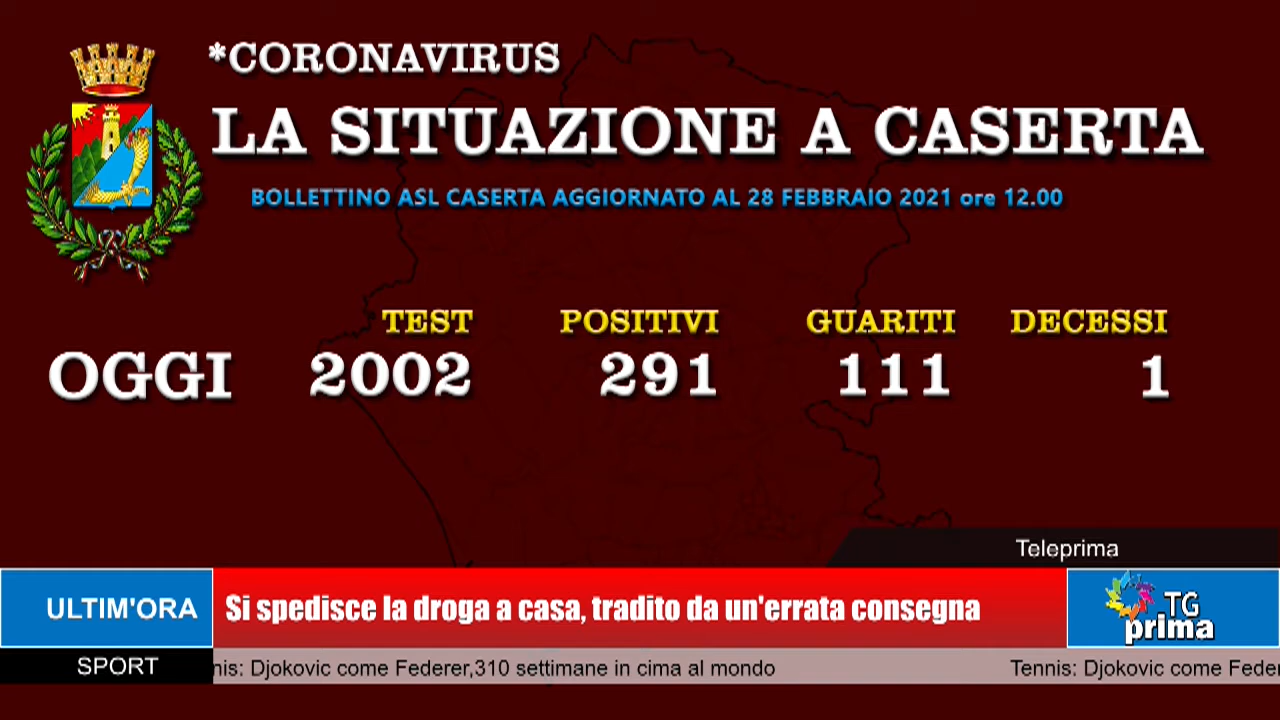 *CORONAVIRUS
LA SITUAZIONE A CASERTA
BOLLETTINO ASL CASERTA AGGIORNATO AL 28 FEBBRAIO 2021 ore 12.00
TEST POSITIVI GUARITI DECESSI
OGGI 2002 291 111 1
Teleprima
ULTIM'ORA Si spedisce la droga a casa, tradito da un'errata consegna
TG
prima
SPORT nis: Djokovic come Federer,310 settimane in cima al mondo Tennis: Djokovic come Feder